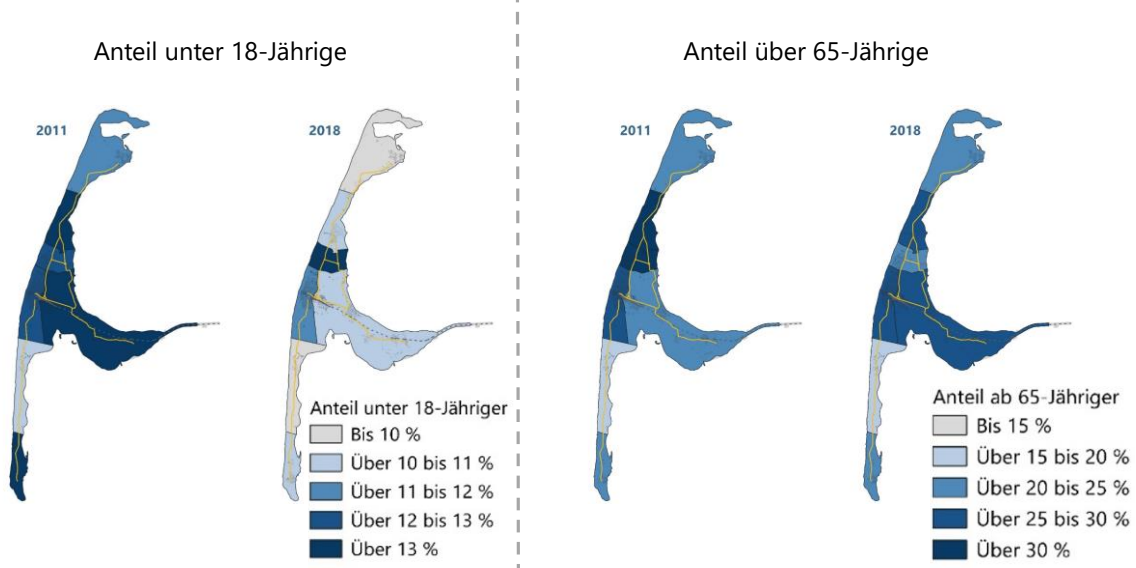 Anteil unter 18-Jährige
2011
2018
Anteil unter 18-Jähriger
Bis 10 %
Über 10 bis 11 %
Über 11 bis 12 %
Über 12 bis 13 %
Über 13 %
Anteil über 65-Jährige
2011
2018
Anteil ab 65-Jähriger
Bis 15 %
Über 15 bis 20 %
Über 20 bis 25 %
Über 25 bis 30 %
Über 30 %